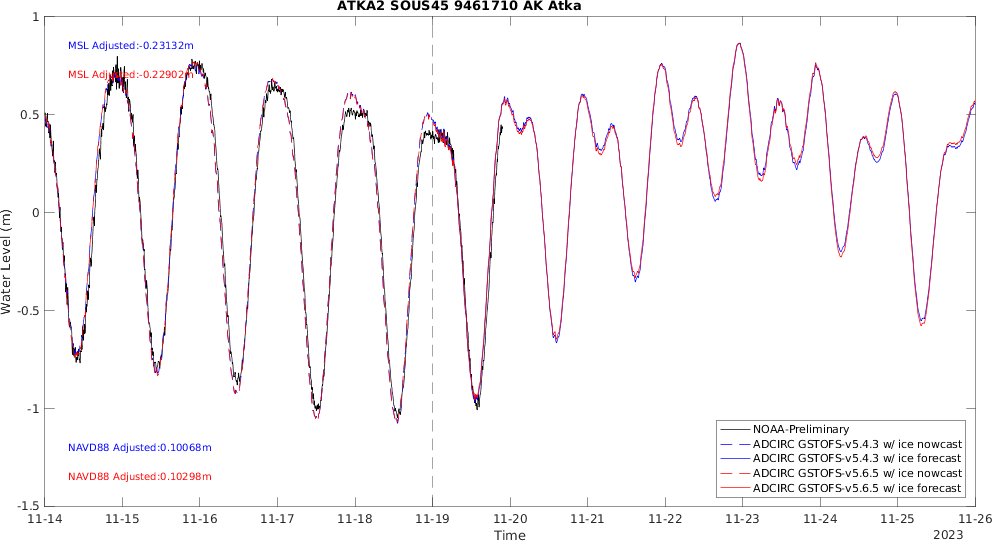 ATKA2 SOUS45 9461710 AK Atka
MSL Adjusted:-0.23132m
MSL Adjusted:-0.22902m
NAVD88 Adjusted:0.10068m
NAVD88 Adjusted:0.10298m
Water Level (m)
1
0.5
0
-0.5
-1
-1.5
NOAA-Preliminary
ADCIRC GSTOFS-v5.4.3 w/ ice nowcast
ADCIRC GSTOFS-v5.4.3 w/ ice forecast
ADCIRC GSTOFS-v5.6.5 w/ ice nowcast
ADCIRC GSTOFS-v5.6.5 w/ ice forecast
11-14 11-15 11-16 11-17 11-18 11-19 11-20 11-21 11-22 11-23 11-24 11-25 11-26
Time
2023